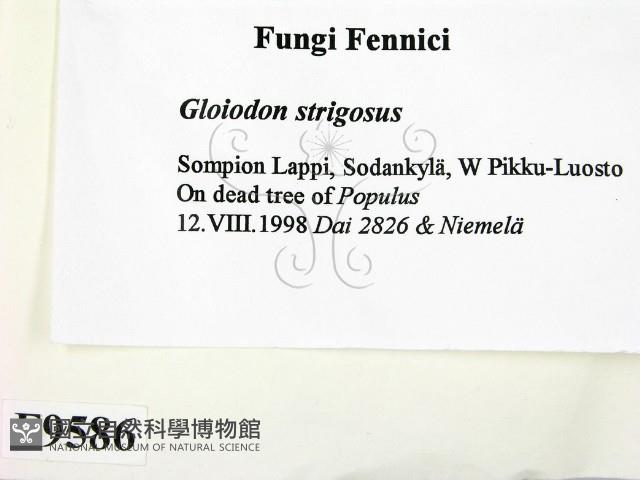 Fungi Fennici
Gloiodon strigosus
Sompion Lappi, Sodankylä, W Pikku-Luosto
On dead tree of Populus
12.VIII.1998 Dai 2826 & Niemelä
F9586
國立自然科學博物館
NATIONAL MUSEUM OF NATURAL SCIENCE